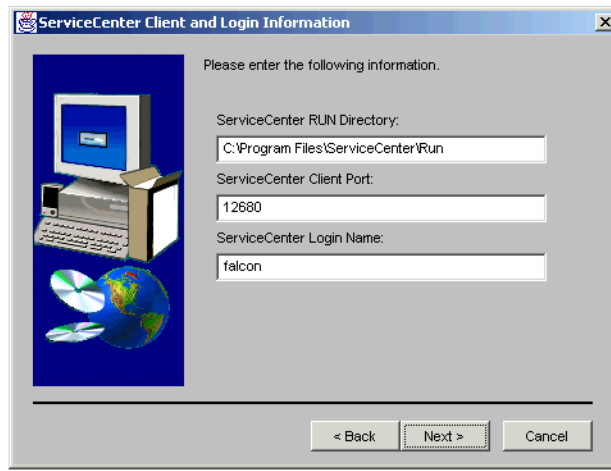 ServiceCenter Client and Login Information
Please enter the following information.
ServiceCenter RUN Directory:
C:\Program Files\ServiceCenter\Run
ServiceCenter Client Port:
12680
ServiceCenter Login Name:
falcon
< Back Next > Cancel